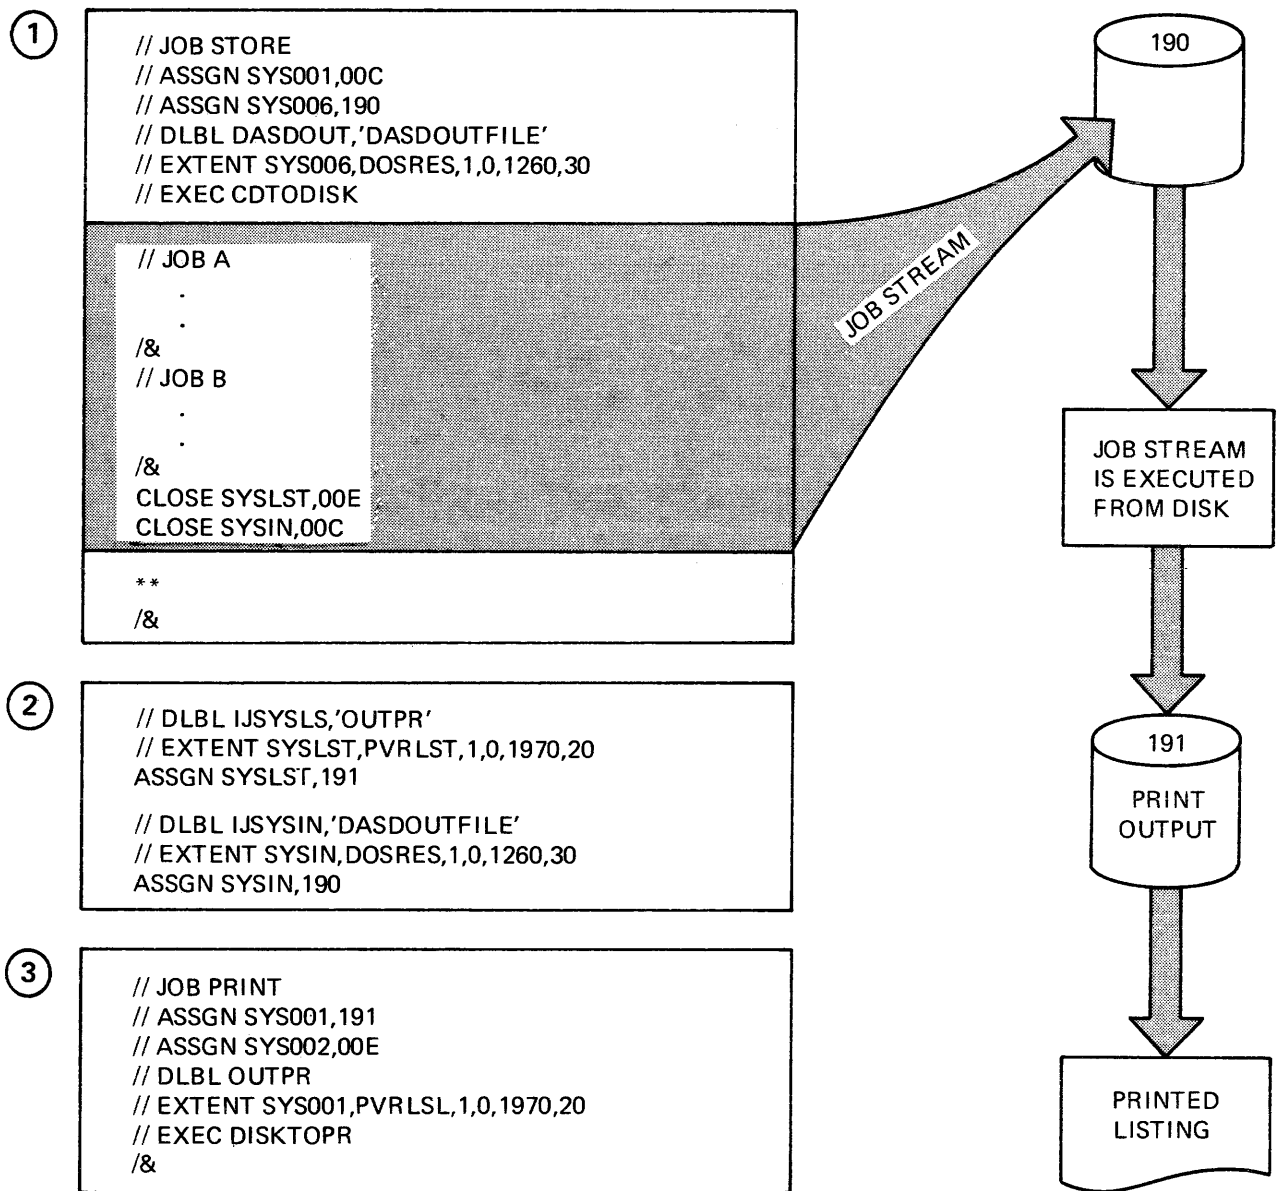 1
// JOB STORE
// ASSGN SYS001,00C
// ASSGN SYS006,190
// DLBL DASDOUT,'DASDOUTFILE'
// EXTENT SYS006,DOSRES,1,0,1260,30
// EXEC CDTODISK
// JOB A
.
.
/&
// JOB B
.
.
/&
CLOSE SYSLST,00E
CLOSE SYSIN,00C
**
/&
JOB STREAM
2
// DLBL IJSYSLS,'OUTPR'
// EXTENT SYSLST,PVRLST,1,0,1970,20
ASSGN SYSLST,191
// DLBL IJSYSIN,'DASDOUTFILE'
// EXTENT SYSIN,DOSRES,1,0,1260,30
ASSGN SYSIN,190
3
// JOB PRINT
// ASSGN SYS001,191
// ASSGN SYS002,00E
// DLBL OUTPR
// EXTENT SYS001,PVRLSL,1,0,1970,20
// EXEC DISKTOPR
/&
190
JOB STREAM
IS EXECUTED
FROM DISK
191
PRINT
OUTPUT
PRINTED
LISTING